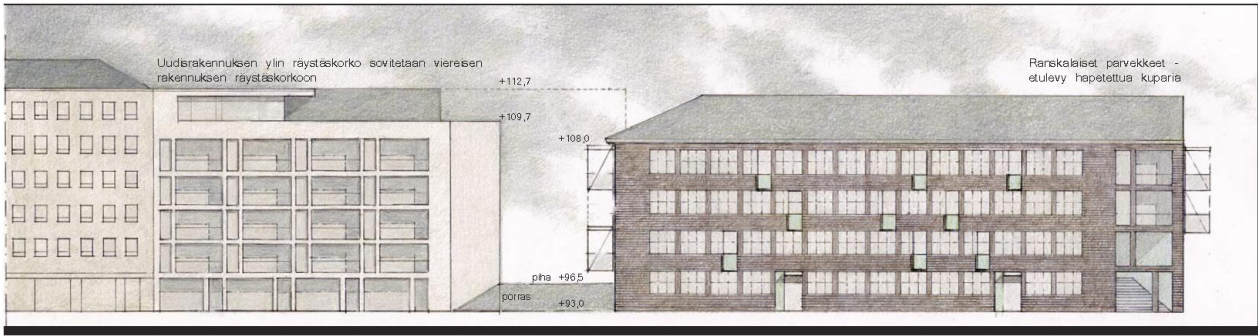 Uudisrakennuksen ylin räystäskorko sovitetaan viereisen
rakennuksen räystäskorkoon
+112,7
+109,7
+108,0
Ranskalaiset parvekkeet -
etulevy hapetettua kuparia
piha +96,5
porras
+93,0